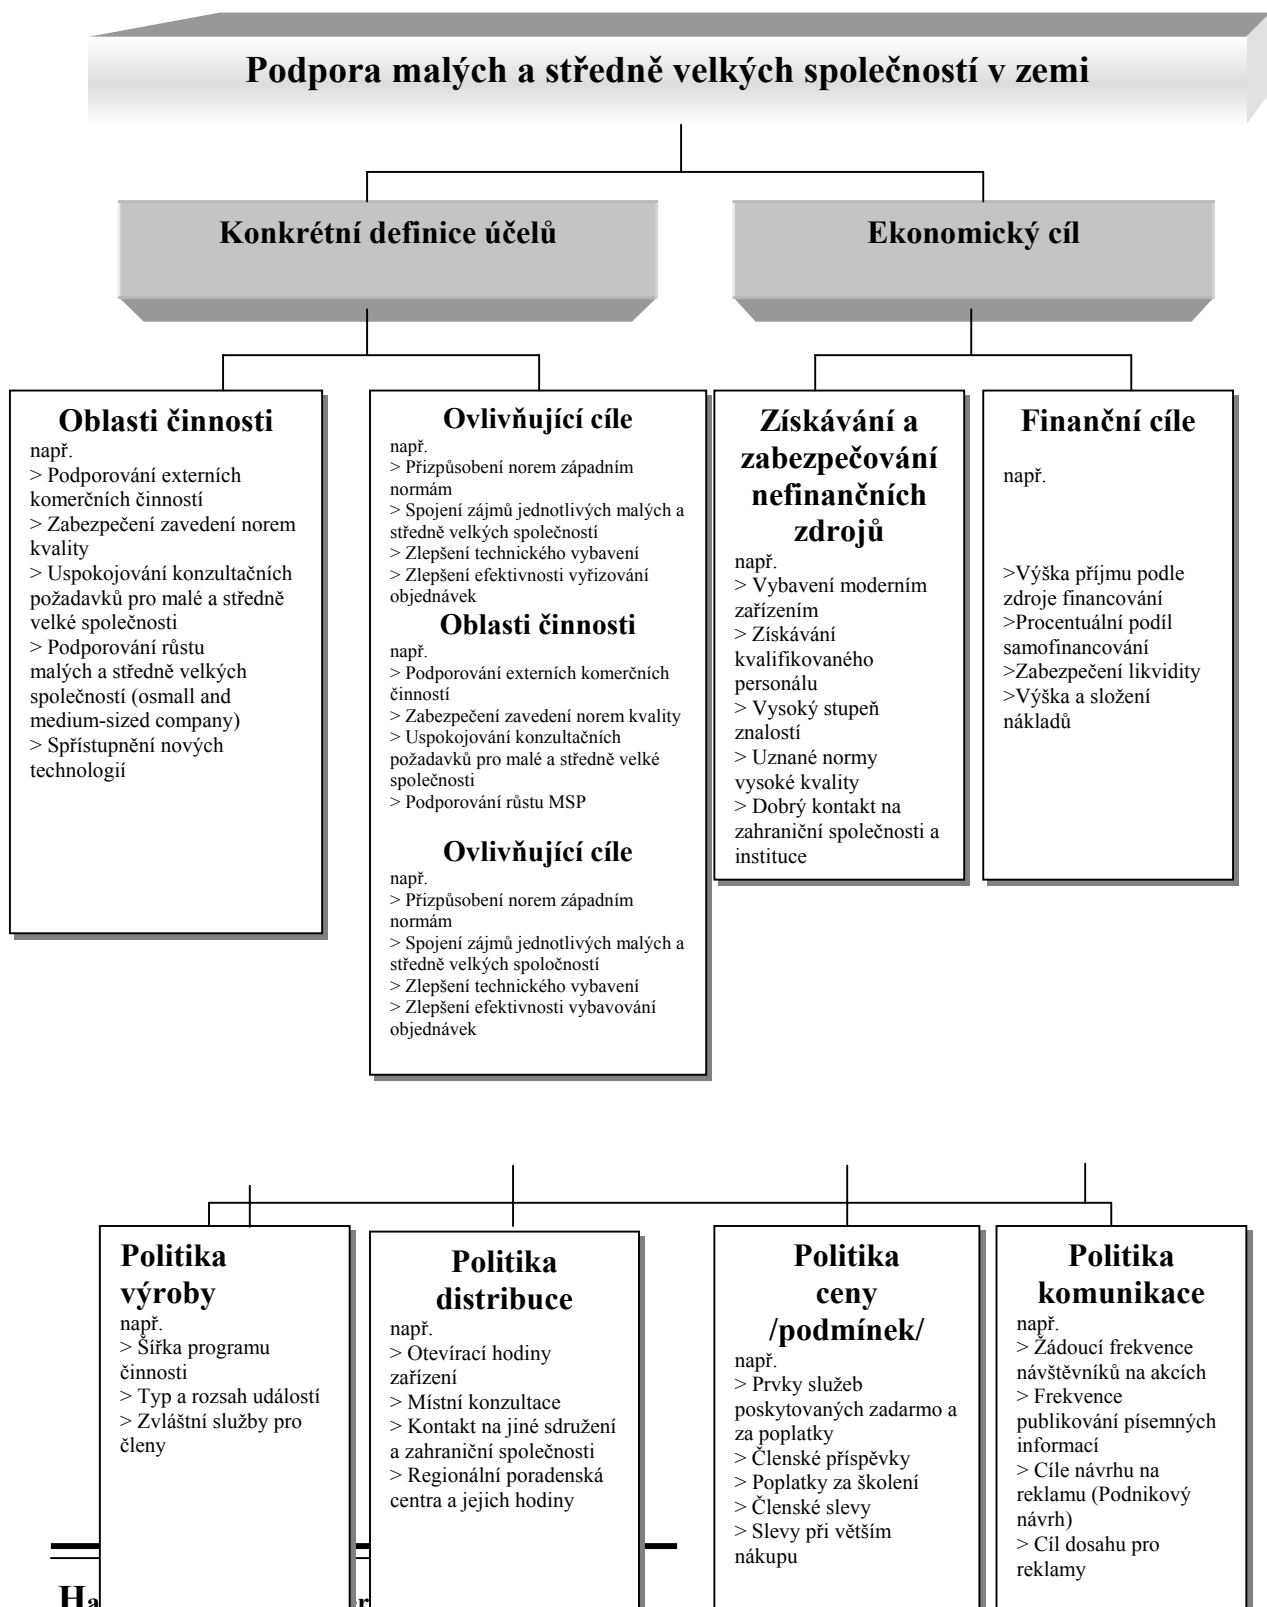 Podpora malých a středně velkých společností v zemi
Konkrétní definice účelů
Ekonomický cíl
Oblasti činnosti
např.
> Podporování externích
komerčních činností
> Zabezpečení zavedení norem
kvality
> Uspokojování konzultačních
požadavků pro malé a středně
velké společnosti
> Podporování růstu
malých a středně velkých
společností (osmall and
medium-sized company)
> Spřístupnění nových
technologií
Ovlivňující cíle
např.
> Přizpůsobení norem západním
normám
> Spojení zájmů jednotlivých malých a
středně velkých společností
> Zlepšení technického vybavení
> Zlepšení efektivnosti vyřizování
objednávek
Oblasti činnosti
např.
> Podporování externích komerčních
činností
> Zabezpečení zavedení norem kvality
> Uspokojování konzultačních
požadavků pro malé a středně velké
společnosti
> Podporování růstu MSP
Ovlivňující cíle
např.
> Přizpůsobení norem západním
normám
> Spojení zájmů jednotlivých malých a
středně velkých spoločností
> Zlepšení technického vybavení
> Zlepšení efektivnosti vybavování
objednávek
Získávání a
zabezpečování
nefinančních
zdrojů
např.
> Vybavení moderním
zařízením
> Získávání
kvalifikovaného
personálu
> Vysoký stupeň
znalostí
> Uznané normy
vysoké kvality
> Dobrý kontakt na
zahraniční společnosti a
instituce
Finanční cíle
např.
>Výška příjmu podle
zdroje financování
>Procentuální podíl
samofinancování
>Zabezpečení likvidity
>Výška a složení
nákladů
Politika
výroby
např.
> Šířka programu
činnosti
> Typ a rozsah událostí
> Zvláštní služby pro
členy
Politika
distribuce
např.
> Otevírací hodiny
zařízení
> Místní konzultace
> Kontakt na jiné sdružení
a zahraniční společnosti
> Regionální poradenská
centra a jejich hodiny
Politika
ceny
/podmínek/
např.
> Prvky služeb
poskytovaných zadarmo a
za poplatky
> Členské příspěvky
> Poplatky za školení
> Členské slevy
> Slevy při větším
nákupu
Politika
komunikace
např.
> Žádoucí frekvence
návštěvníků na akcích
> Frekvence
publikování písemných
informací
> Cíle návrhu na
reklamu (Podnikový
návrh)
> Cíl dosahu pro
reklamy